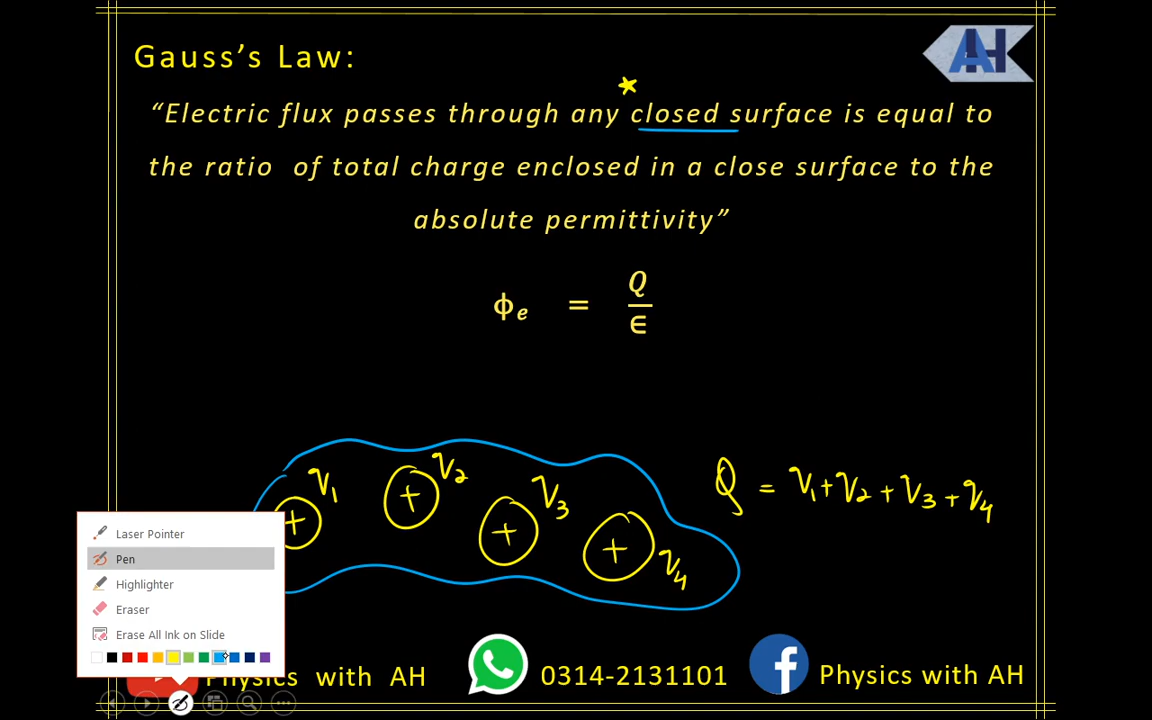 Gauss's Law:
AH
“Electric flux passes through any closed surface is equal to
the ratio of total charge enclosed in a close surface to the
absolute permittivity”
ϕe = Q/∈
q1 q2 q3 q4
+ + + +
Q = q1 + q2 + q3 + q4
Laser Pointer
Pen
Highlighter
Eraser
Erase All Ink on Slide
Physics with AH 0314-2131101 Physics with AH